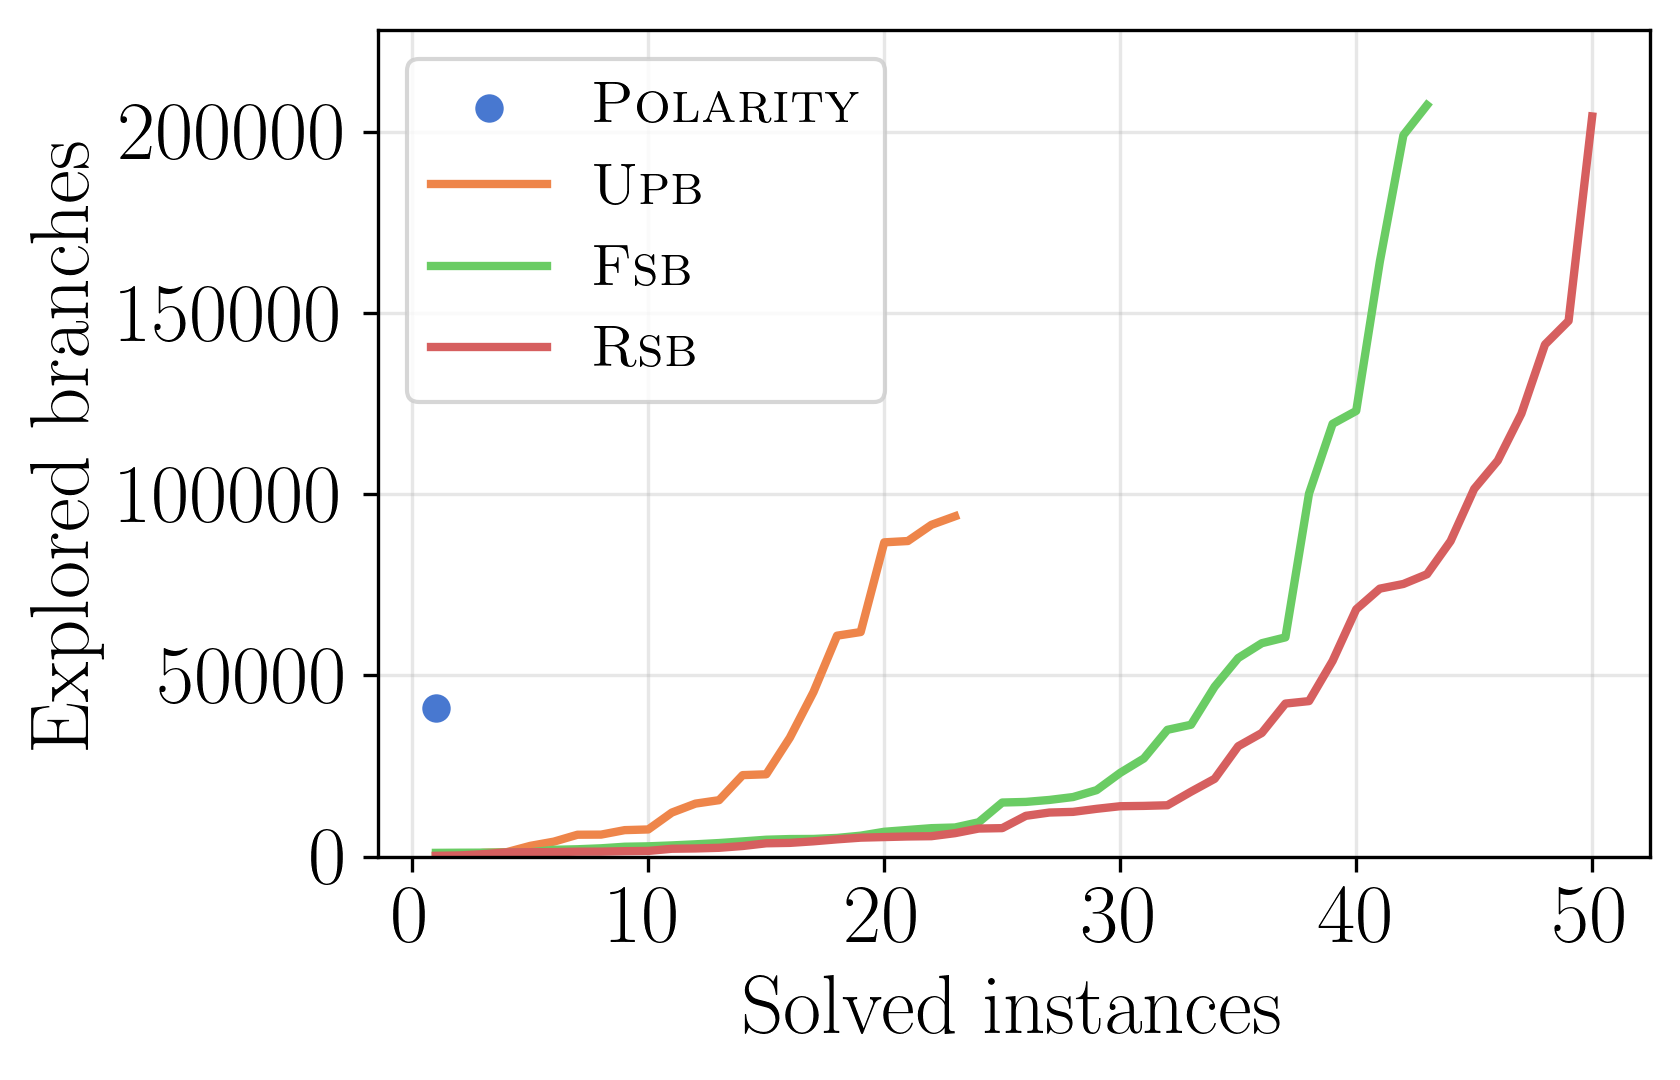 POLARITY
UPB
FSB
RSB
200000
150000
100000
50000
0
Explored branches
0 10 20 30 40 50
Solved instances